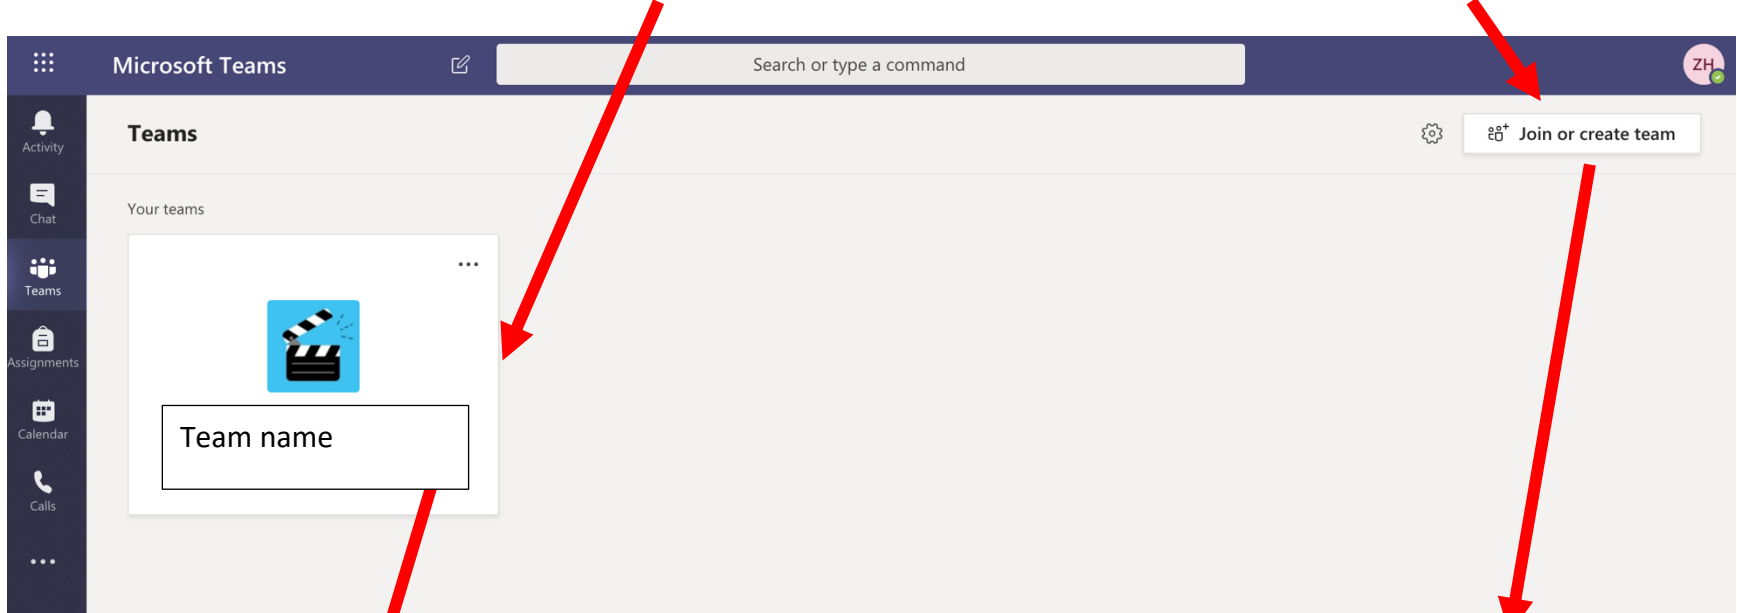 Microsoft Teams
Search or type a command
ZH
Activity
Teams
Join or create team
Chat
Your teams
Teams
Assignments
Team name
Calendar
Calls